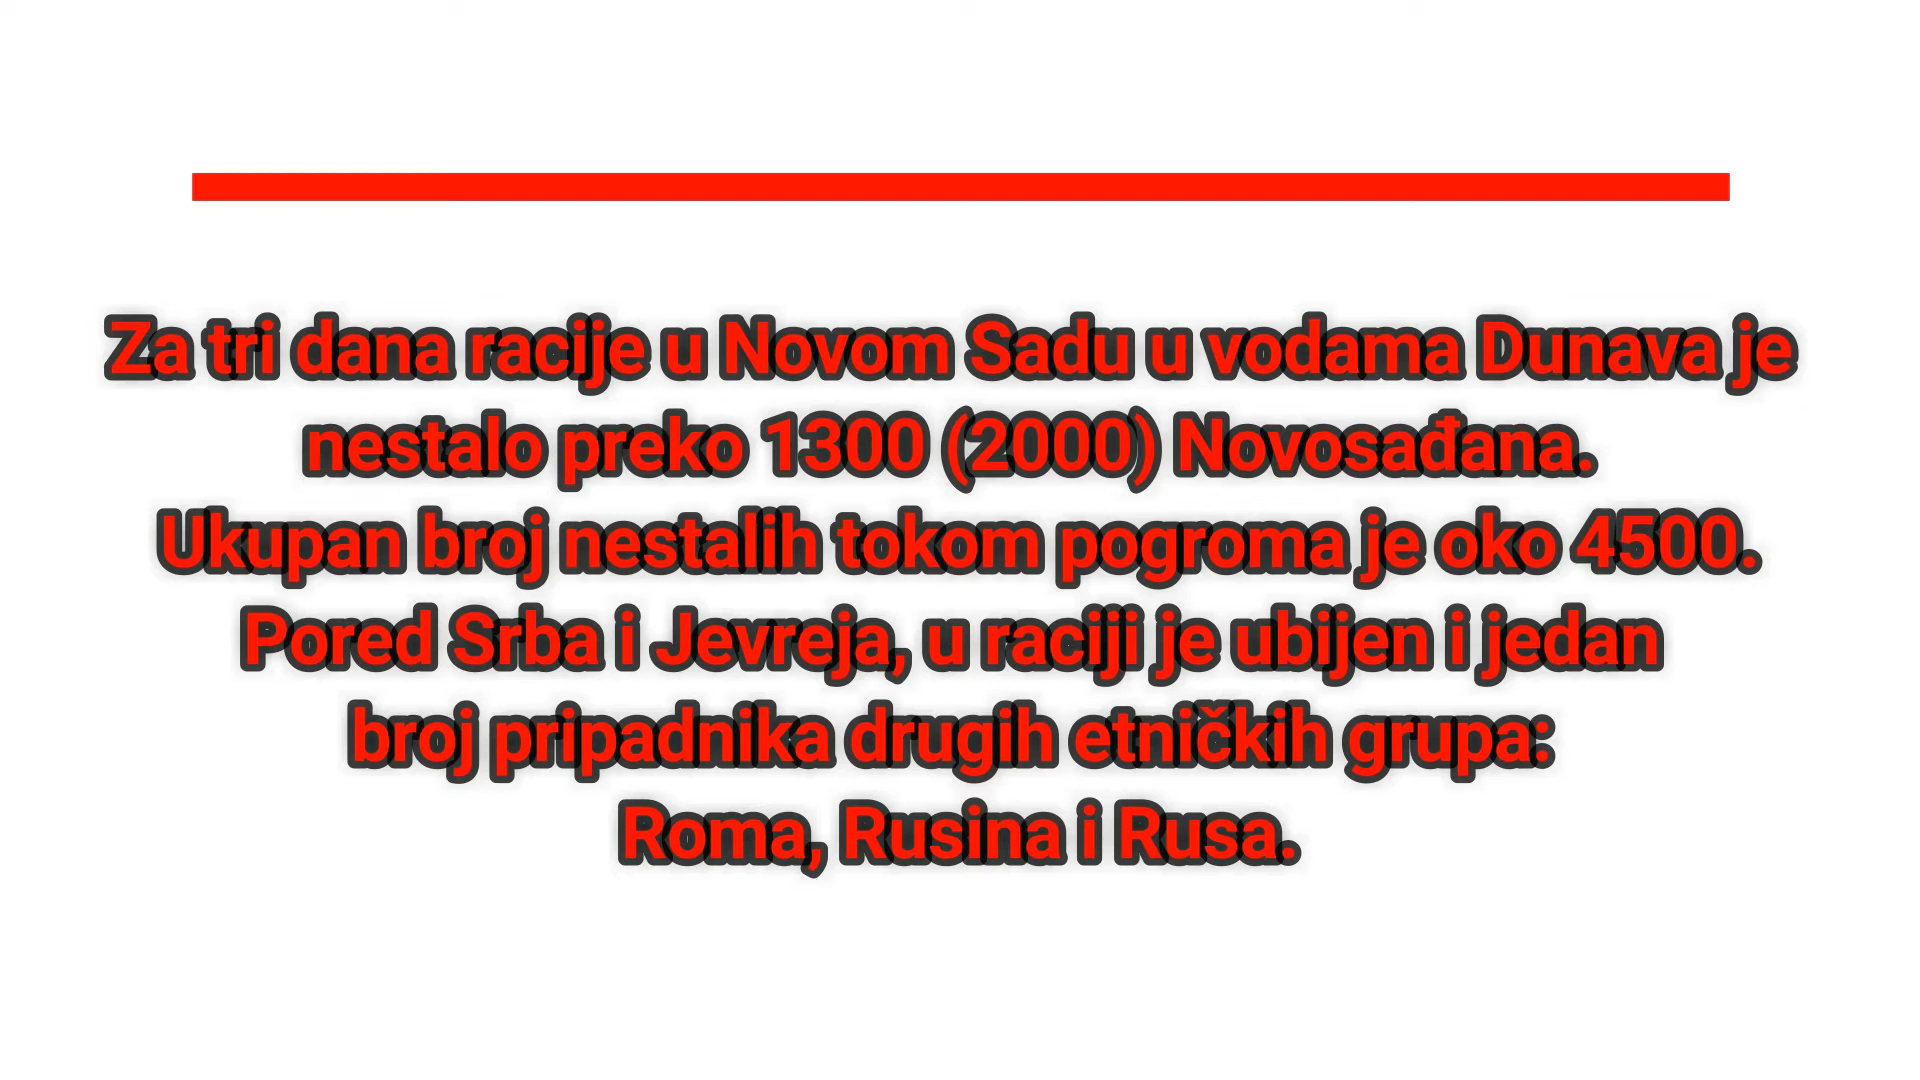 Za tri dana racije u Novom Sadu u vodama Dunava je
nestalo preko 1300 (2000) Novosađana.
Ukupan broj nestalih tokom pogroma je oko 4500.
Pored Srba i Jevreja, u raciji je ubijen i jedan
broj pripadnika drugih etničkih grupa:
Roma, Rusina i Rusa.